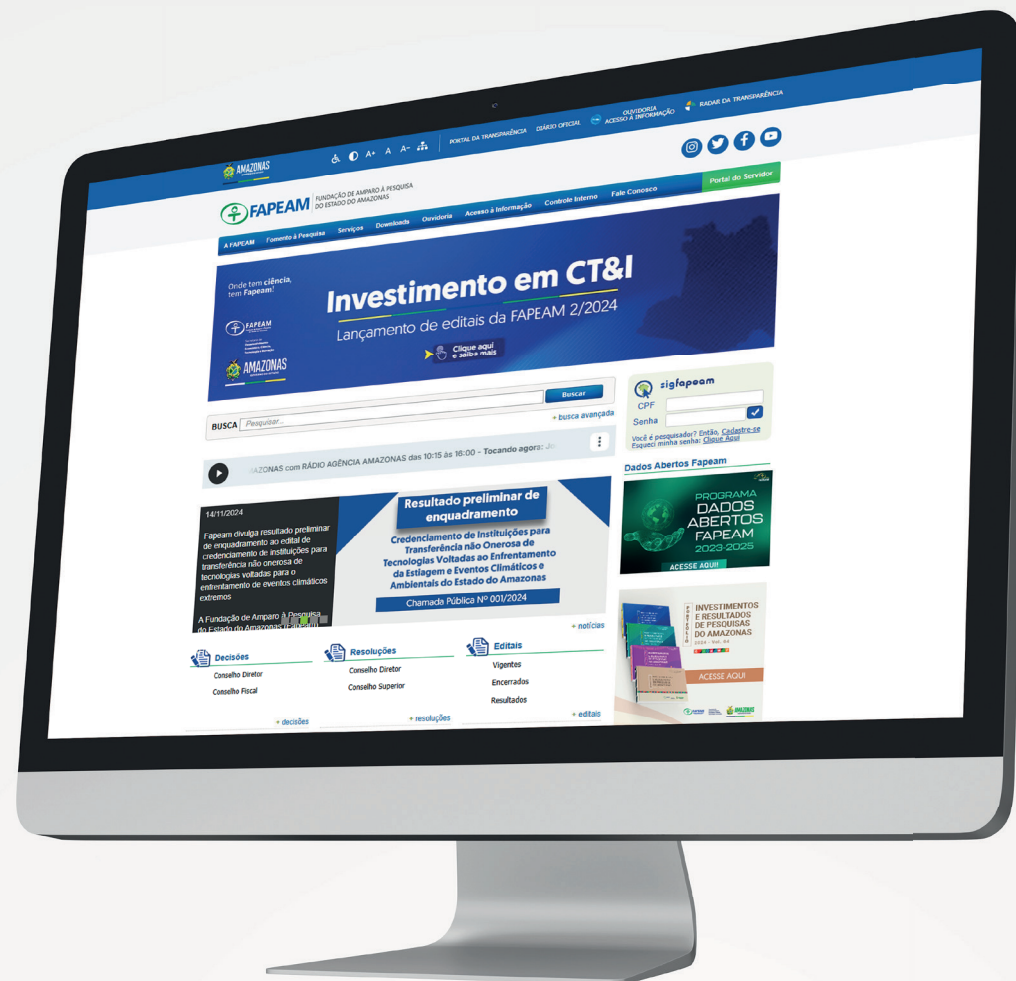 AMAZONAS
A+ A A-
PORTAL DA TRANSPARÊNCIA
DIÁRIO OFICIAL
OUVIDORIA
ACESSO À INFORMAÇÃO
RADAR DA TRANSPARÊNCIA
FAPEAM
FUNDAÇÃO DE AMPARO À PESQUISA
DO ESTADO DO AMAZONAS
A FAPEAM Fomento à Pesquisa Serviços Downloads Ouvidoria Acesso à Informação Controle Interno Fale Conosco Portal do Servidor
Onde tem ciência,
tem Fapeam!
FAPEAM
AMAZONAS
Investimento em CT&I
Lançamento de editais da FAPEAM 2/2024
Clique aqui
e saiba mais
BUSCA Pesquisar... Buscar
+ busca avançada
AZONAS com RÁDIO AGÊNCIA AMAZONAS das 10:15 às 16:00 - Tocando agora:
sigfapeam
CPF
Senha
Você é pesquisador? Então, Cadastre-se
Esqueci minha senha: Clique Aqui
14/11/2024
Fapeam divulga resultado preliminar
de enquadramento ao edital de
credenciamento de instituições para
transferência não onerosa de
tecnologias voltadas para o
enfrentamento de eventos climáticos
extremos
A Fundação de Amparo à Pesquisa
do Estado do Amazonas (Fapeam)
Resultado preliminar de
enquadramento
Credenciamento de Instituições para
Transferência não Onerosa de
Tecnologias Voltadas ao Enfrentamento
da Estiagem e Eventos Climáticos e
Ambientais do Estado do Amazonas
Chamada Pública Nº 001/2024
+ notícias
Dados Abertos Fapeam
PROGRAMA
DADOS
ABERTOS
FAPEAM
2023-2025
ACESSE AQUI!
INVESTIMENTOS
E RESULTADOS
DE PESQUISAS
DO AMAZONAS
ACESSE AQUI
FAPEAM
AMAZONAS
Decisões
Conselho Diretor
Conselho Fiscal
+ decisões
Resoluções
Conselho Diretor
Conselho Superior
+ resoluções
Editais
Vigentes
Encerrados
Resultados
+ editais